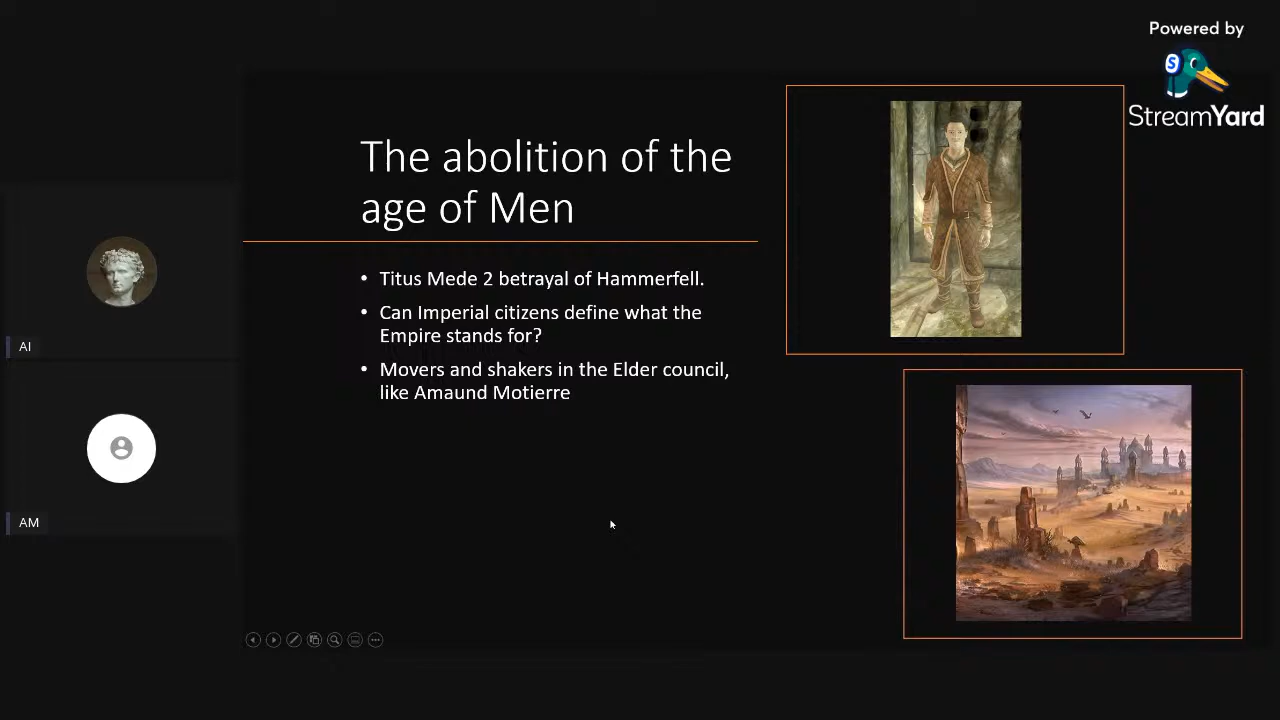 Powered by
StreamYard
The abolition of the
age of Men
• Titus Mede 2 betrayal of Hammerfell.
• Can Imperial citizens define what the
Empire stands for?
• Movers and shakers in the Elder council,
like Amaund Motierre
AI
AM